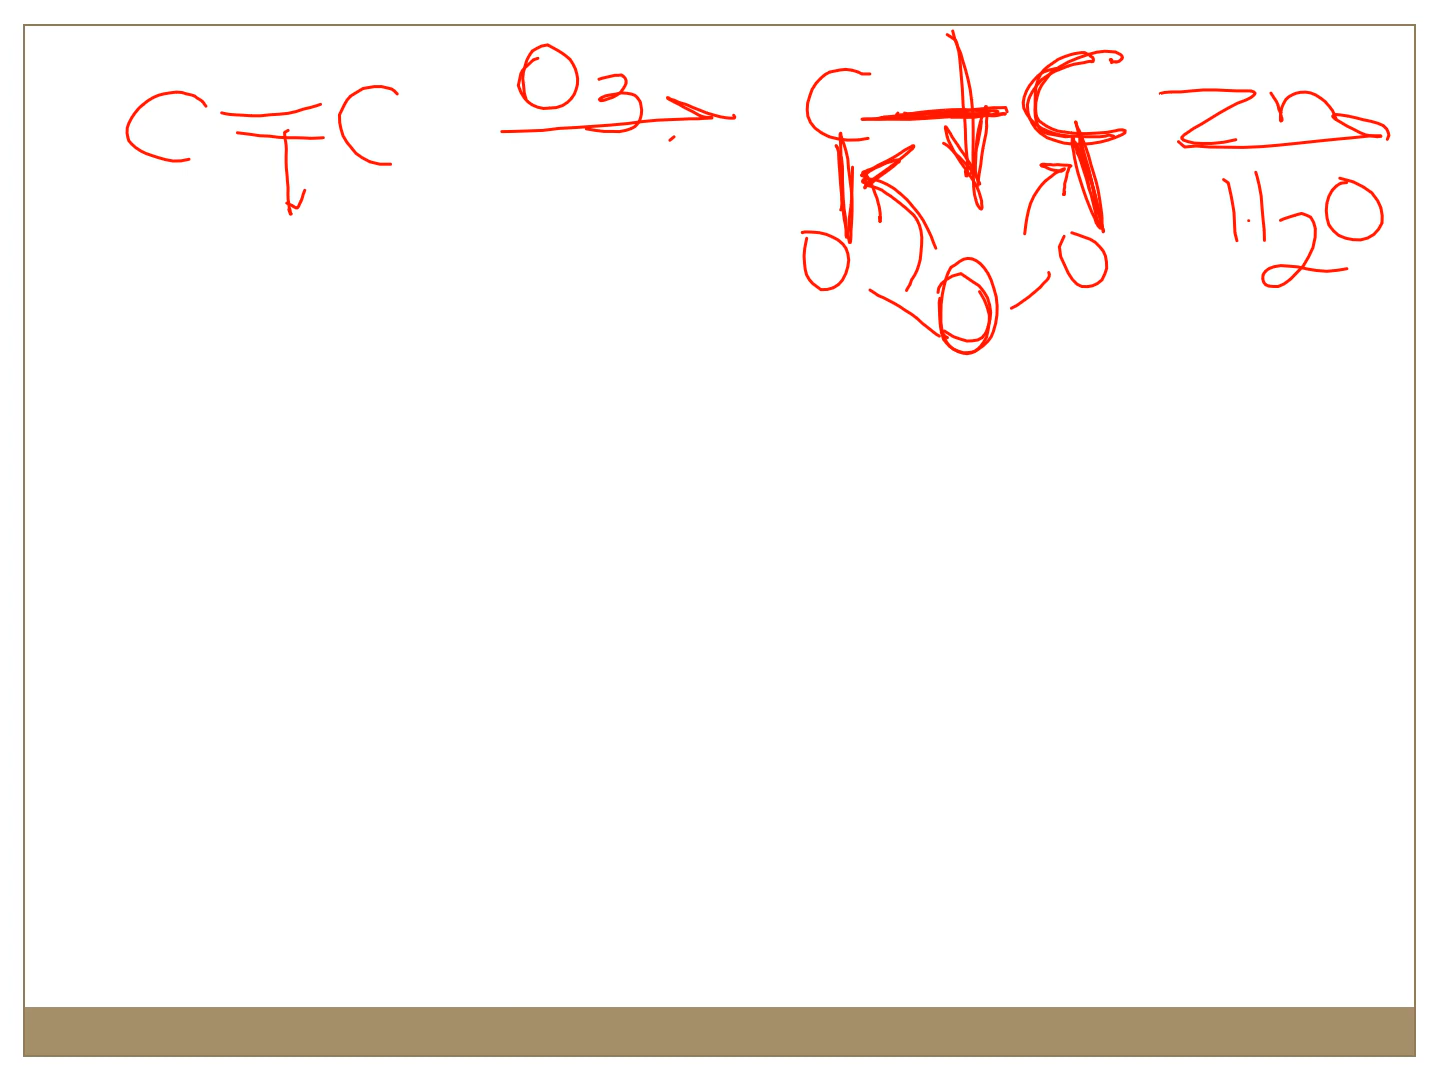 C = C O3 → C - C Zn
O O H2O
O